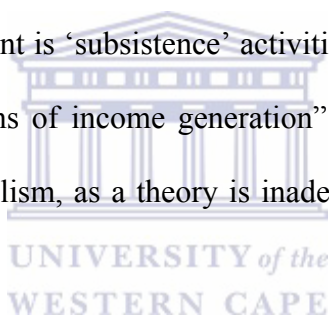 nt is ‘subsistence’ activiti
ns of income generation”
lism, as a theory is inade
UNIVERSITY of the
WESTERN CAPE